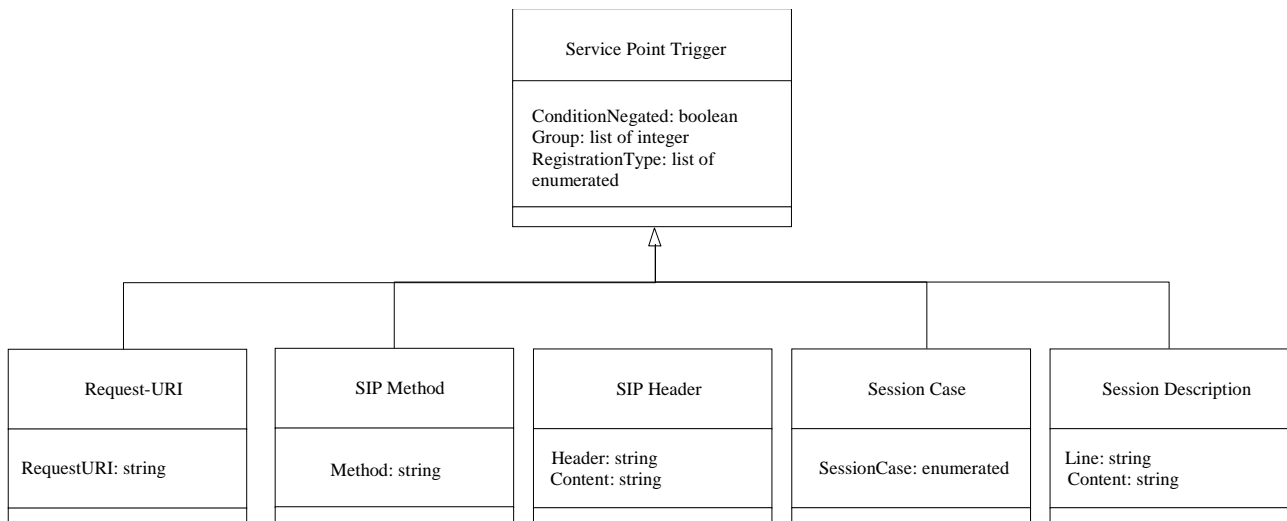 Service Point Trigger
ConditionNegated: boolean
Group: list of integer
RegistrationType: list of
enumerated
Request-URI
SIP Method
SIP Header
Session Case
Session Description
RequestURI: string
Method: string
Header: string
Content: string
SessionCase: enumerated
Line: string
Content: string